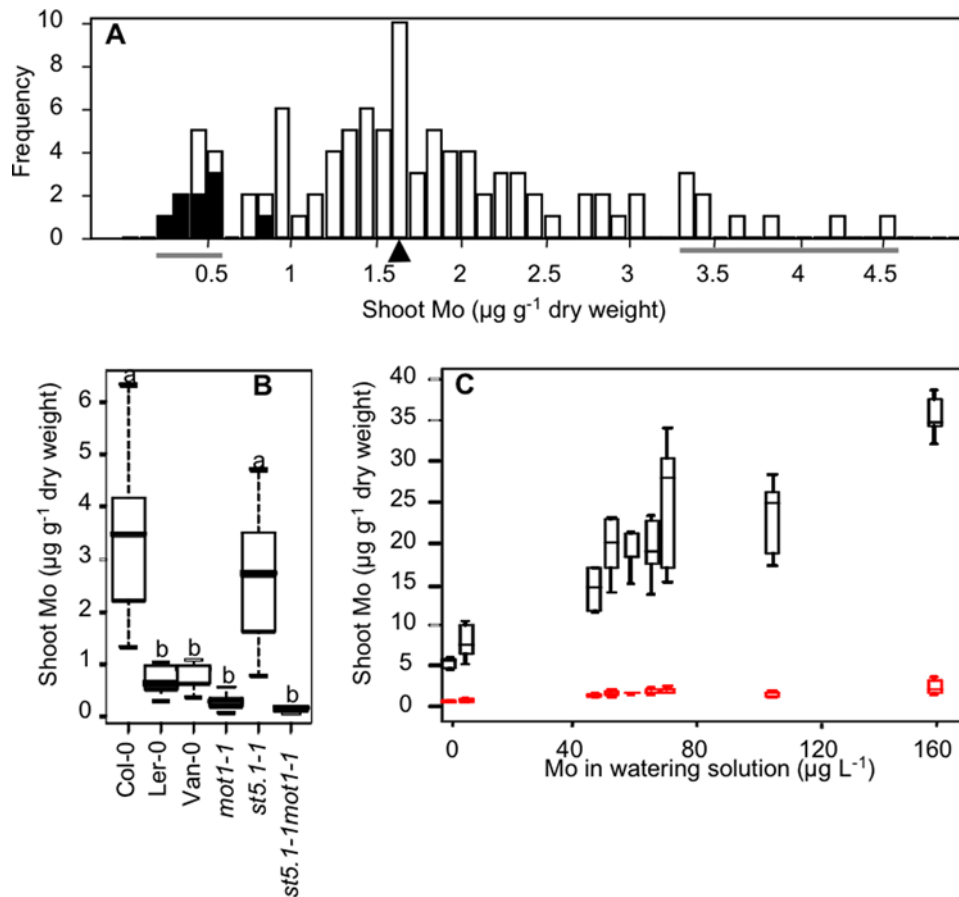 A
10
8
6
4
2
0
Frequency
0.5 1 1.5 2 2.5 3 3.5 4 4.5
Shoot Mo (µg g⁻¹ dry weight)
B
Shoot Mo (µg g⁻¹ dry weight)
6
5
4
3
2
1
0
a
b
b
b
a
b
Col-0
Ler-0
Van-0
mot1-1
st5.1-1
st5.1-1mot1-1
C
Shoot Mo (µg g⁻¹ dry weight)
40
35
30
25
20
15
10
5
0
0 40 80 120 160
Mo in watering solution (µg L⁻¹)